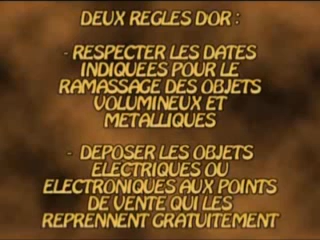 DEUX REGLES D'OR :
- RESPECTER LES DATES
INDIQUEES POUR LE
RAMASSAGE DES OBJETS
VOLUMINEUX ET
METALLIQUES
- DEPOSER LES OBJETS
ELECTRIQUES OU
ELECTRONIQUES AUX POINTS
DE VENTE QUI LES
REPRENNENT GRATUITEMENT